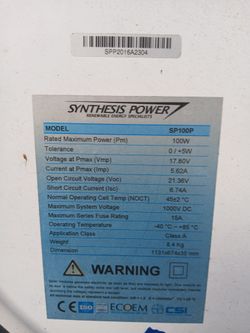 SPP2016A2304
SYNTHESIS POWER
RENEWABLE ENERGY SPECIALISTS
MODEL SP100P
Rated Maximum Power (Pm) 100W
Tolerance 0 / +5W
Voltage at Pmax (Vmp) 17.80V
Current at Pmax (Imp) 5.62A
Open Circuit Voltage (Voc) 21.36V
Short Circuit Current (Isc) 6.74A
Normal Operating Cell Temp (NOCT) 45±2 °C
Maximum System Voltage 1000V DC
Maximum Series Fuse Rating 15A
Operating Temperature -40 °C ~ +85 °C
Application Class Class A
Weight 8.4 kg
Dimension
WARNING
CE ISO ECOEM CSI